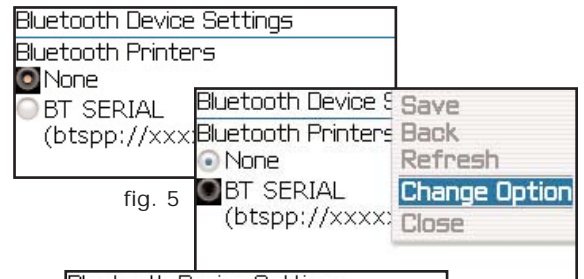 Bluetooth Device Settings
Bluetooth Printers
None
BT SERIAL
(btspp://xxx
fig. 5
Bluetooth Device
Bluetooth Printers
None
BT SERIAL
(btspp://xxxx
Save
Back
Refresh
Change Option
Close